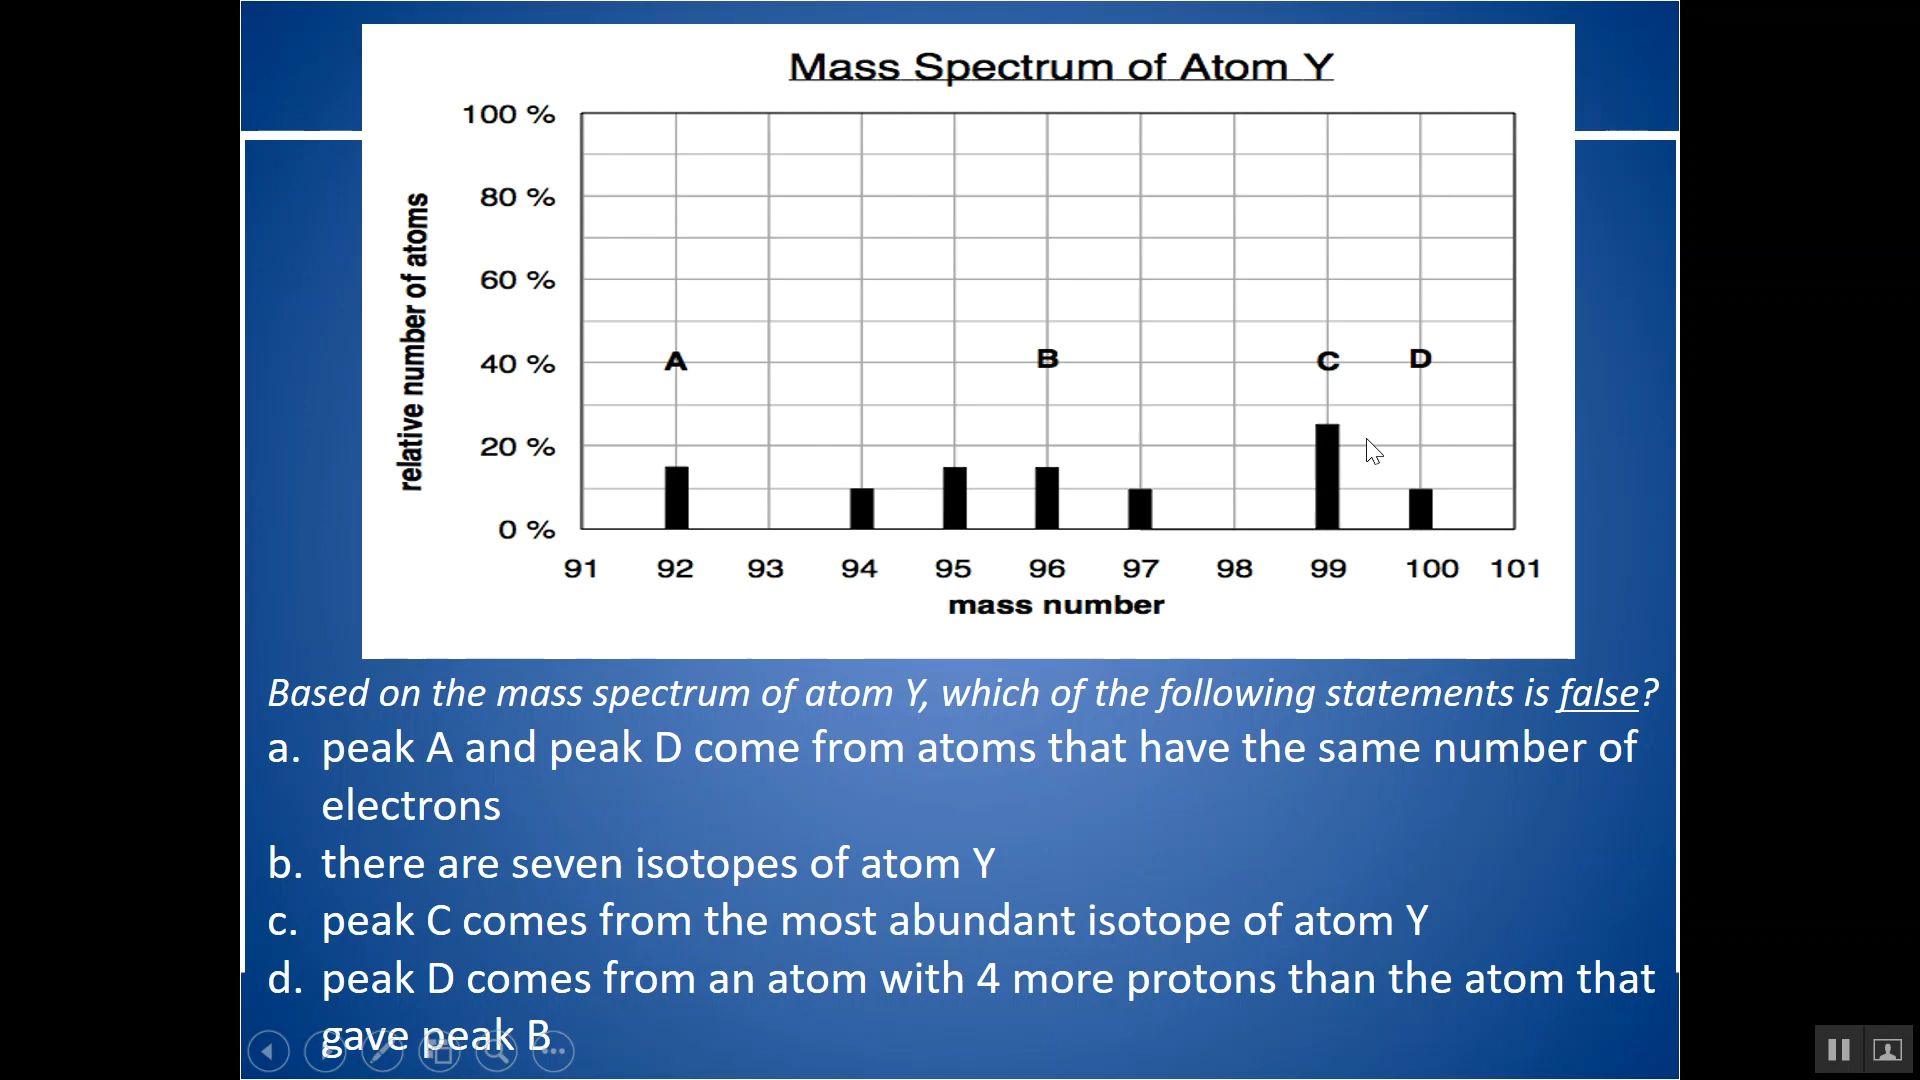 Mass Spectrum of Atom Y
100 %
80 %
60 %
40 %
20 %
0 %
relative number of atoms
A
B
C
D
91 92 93 94 95 96 97 98 99 100 101
mass number
Based on the mass spectrum of atom Y, which of the following statements is false?
a. peak A and peak D come from atoms that have the same number of
electrons
b. there are seven isotopes of atom Y
c. peak C comes from the most abundant isotope of atom Y
d. peak D comes from an atom with 4 more protons than the atom that
gave peak B